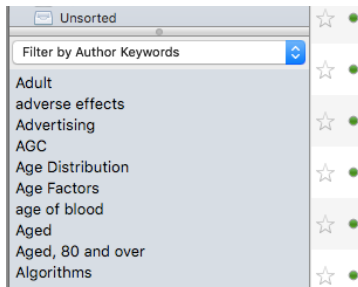 Unsorted
Filter by Author Keywords
Adult
adverse effects
Advertising
AGC
Age Distribution
Age Factors
age of blood
Aged
Aged, 80 and over
Algorithms